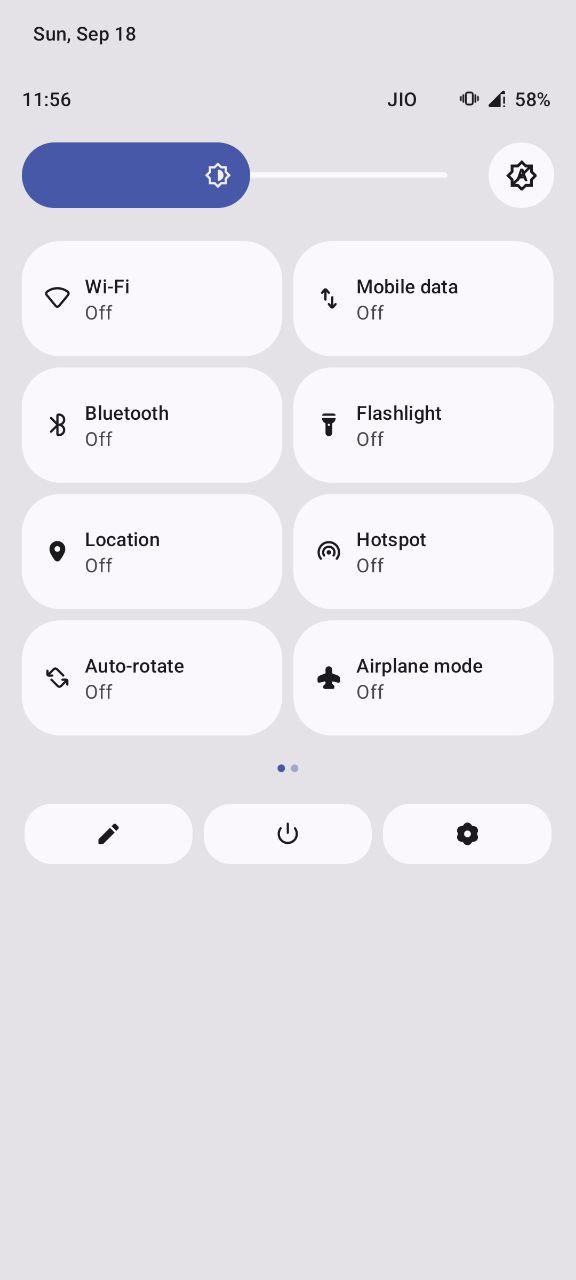 Sun, Sep 18
11:56 JIO 58%
Wi-Fi
Off
Mobile data
Off
Bluetooth
Off
Flashlight
Off
Location
Off
Hotspot
Off
Auto-rotate
Off
Airplane mode
Off